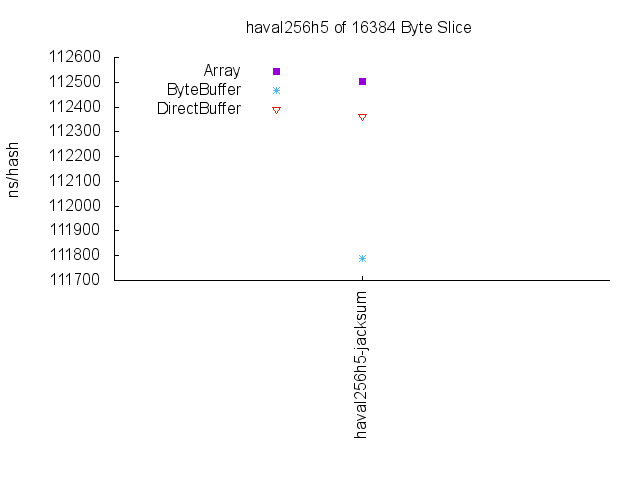 haval256h5 of 16384 Byte Slice
112600
112500
112400
112300
112200
112100
112000
111900
111800
111700
ns/hash
Array
ByteBuffer
DirectBuffer
haval256h5-jacksum